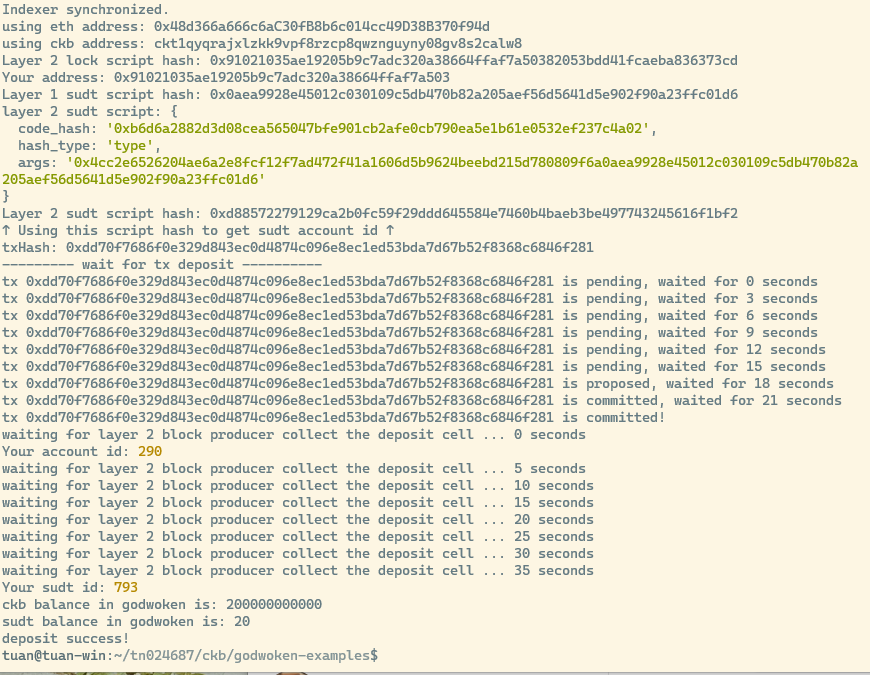 Indexer synchronized.
using eth address: 0x48d366a666c6aC30fB8b6c014cc49D38B370f94d
using ckb address: ckt1qyqrajxlzkk9vpf8rzcp8qwznguyny08gv8s2calw8
Layer 2 lock script hash: 0x91021035ae19205b9c7adc320a38664ffaf7a50382053bdd41fcaeba836373cd
Your address: 0x91021035ae19205b9c7adc320a38664ffaf7a503
Layer 1 sudt script hash: 0x0aea9928e45012c030109c5db470b82a205aef56d5641d5e902f90a23ffc01d6
layer 2 sudt script: {
  code_hash: '0xb6d6a2882d3d08cea565047bfe901cb2afe0cb790ea5e1b61e0532ef237c4a02',
  hash_type: 'type',
  args: '0x4cc2e6526204ae6a2e8fcf12f7ad472f41a1606d5b9624beebd215d780809f6a0aea9928e45012c030109c5db470b82a
205aef56d5641d5e902f90a23ffc01d6'
}
Layer 2 sudt script hash: 0xd88572279129ca2b0fc59f29ddd645584e7460b4baeb3be497743245616f1bf2
↑ Using this script hash to get sudt account id ↑
txHash: 0xdd70f7686f0e329d843ec0d4874c096e8ec1ed53bda7d67b52f8368c6846f281
--------- wait for tx deposit ----------
tx 0xdd70f7686f0e329d843ec0d4874c096e8ec1ed53bda7d67b52f8368c6846f281 is pending, waited for 0 seconds
tx 0xdd70f7686f0e329d843ec0d4874c096e8ec1ed53bda7d67b52f8368c6846f281 is pending, waited for 3 seconds
tx 0xdd70f7686f0e329d843ec0d4874c096e8ec1ed53bda7d67b52f8368c6846f281 is pending, waited for 6 seconds
tx 0xdd70f7686f0e329d843ec0d4874c096e8ec1ed53bda7d67b52f8368c6846f281 is pending, waited for 9 seconds
tx 0xdd70f7686f0e329d843ec0d4874c096e8ec1ed53bda7d67b52f8368c6846f281 is pending, waited for 12 seconds
tx 0xdd70f7686f0e329d843ec0d4874c096e8ec1ed53bda7d67b52f8368c6846f281 is pending, waited for 15 seconds
tx 0xdd70f7686f0e329d843ec0d4874c096e8ec1ed53bda7d67b52f8368c6846f281 is proposed, waited for 18 seconds
tx 0xdd70f7686f0e329d843ec0d4874c096e8ec1ed53bda7d67b52f8368c6846f281 is committed, waited for 21 seconds
tx 0xdd70f7686f0e329d843ec0d4874c096e8ec1ed53bda7d67b52f8368c6846f281 is committed!
waiting for layer 2 block producer collect the deposit cell ... 0 seconds
Your account id: 290
waiting for layer 2 block producer collect the deposit cell ... 5 seconds
waiting for layer 2 block producer collect the deposit cell ... 10 seconds
waiting for layer 2 block producer collect the deposit cell ... 15 seconds
waiting for layer 2 block producer collect the deposit cell ... 20 seconds
waiting for layer 2 block producer collect the deposit cell ... 25 seconds
waiting for layer 2 block producer collect the deposit cell ... 30 seconds
waiting for layer 2 block producer collect the deposit cell ... 35 seconds
Your sudt id: 793
ckb balance in godwoken is: 200000000000
sudt balance in godwoken is: 20
deposit success!
tuan@tuan-win:~/tn024687/ckb/godwoken-examples$